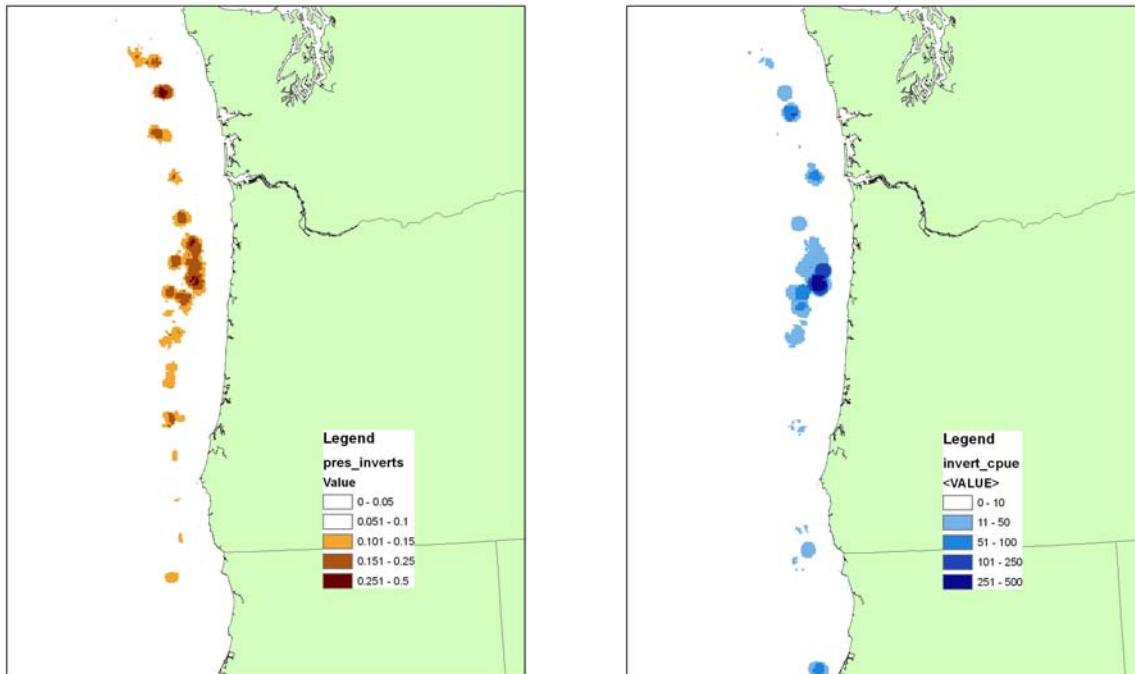 Legend
pres_inverts
Value
0 - 0.05
0.051 - 0.1
0.101 - 0.15
0.151 - 0.25
0.251 - 0.5
Legend
invert_cpue
<VALUE>
0 - 10
11 - 50
51 - 100
101 - 250
251 - 500